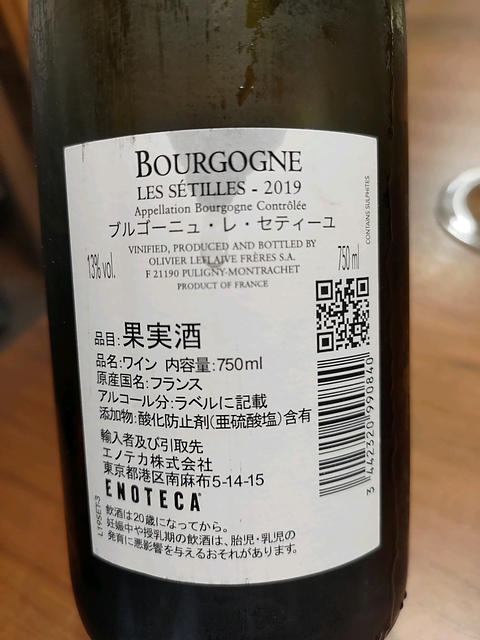 BOURGOGNE
LES SÉTILLES - 2019
Appellation Bourgogne Contrôlée
ブルゴーニュ・レ・セティーユ
VINIFIED, PRODUCED AND BOTTLED BY
OLIVIER LEFLAIVE FRÈRES S.A.
F 21190 PULIGNY-MONTRACHET
PRODUCT OF FRANCE
13% vol.
750 ml
CONTAINS SULPHITES
品目:果実酒
品名:ワイン 内容量:750ml
原産国名:フランス
アルコール分:ラベルに記載
添加物:酸化防止剤(亜硫酸塩)含有
輸入者及び引取先
エノテカ株式会社
東京都港区南麻布5-14-15
ENOTECA
飲酒は20歳になってから。
妊娠中や授乳期の飲酒は、胎児・乳児の
発育に悪影響を与えるおそれがあります。
3 442320 990840